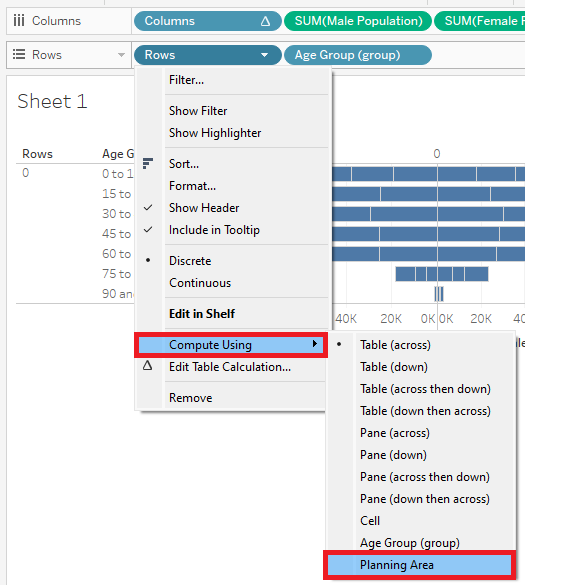 Columns
Columns
SUM(Male Population)
SUM(Female
Rows
Rows
Age Group (group)
Sheet 1
Filter...
Show Filter
Show Highlighter
Sort...
Format...
Show Header
Include in Tooltip
Discrete
Continuous
Edit in Shelf
Compute Using
Edit Table Calculation...
Remove
Rows
Age
0
0
0 to 1
15 to
30 to
45 to
60 to
75 to
90 an
40K
20K
0K
0K
20K
40
Table (across)
Table (down)
Table (across then down)
Table (down then across)
Pane (across)
Pane (down)
Pane (across then down)
Pane (down then across)
Cell
Age Group (group)
Planning Area